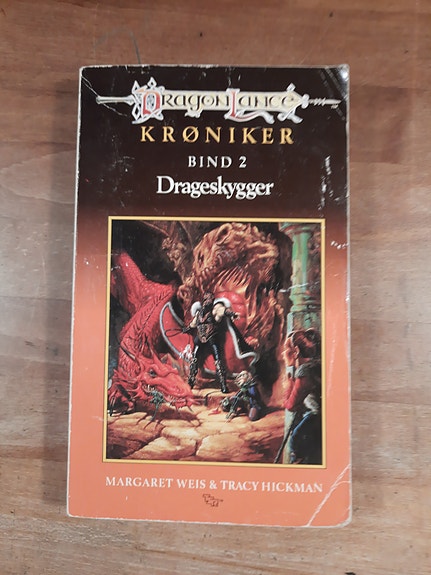 DRAGONLANCE
KRØNIKER
BIND 2
Drageskygger
MARGARET WEIS & TRACY HICKMAN